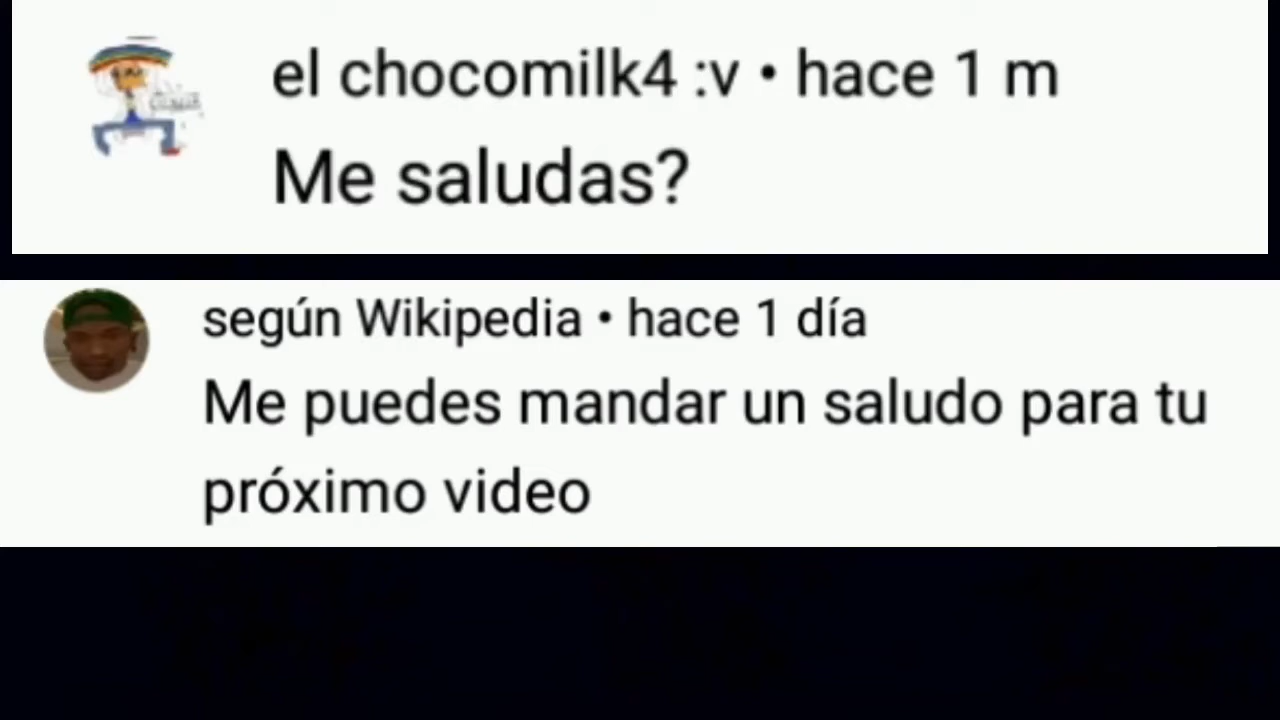 el chocomilk4 :v • hace 1 m
Me saludas?
según Wikipedia • hace 1 día
Me puedes mandar un saludo para tu
próximo video